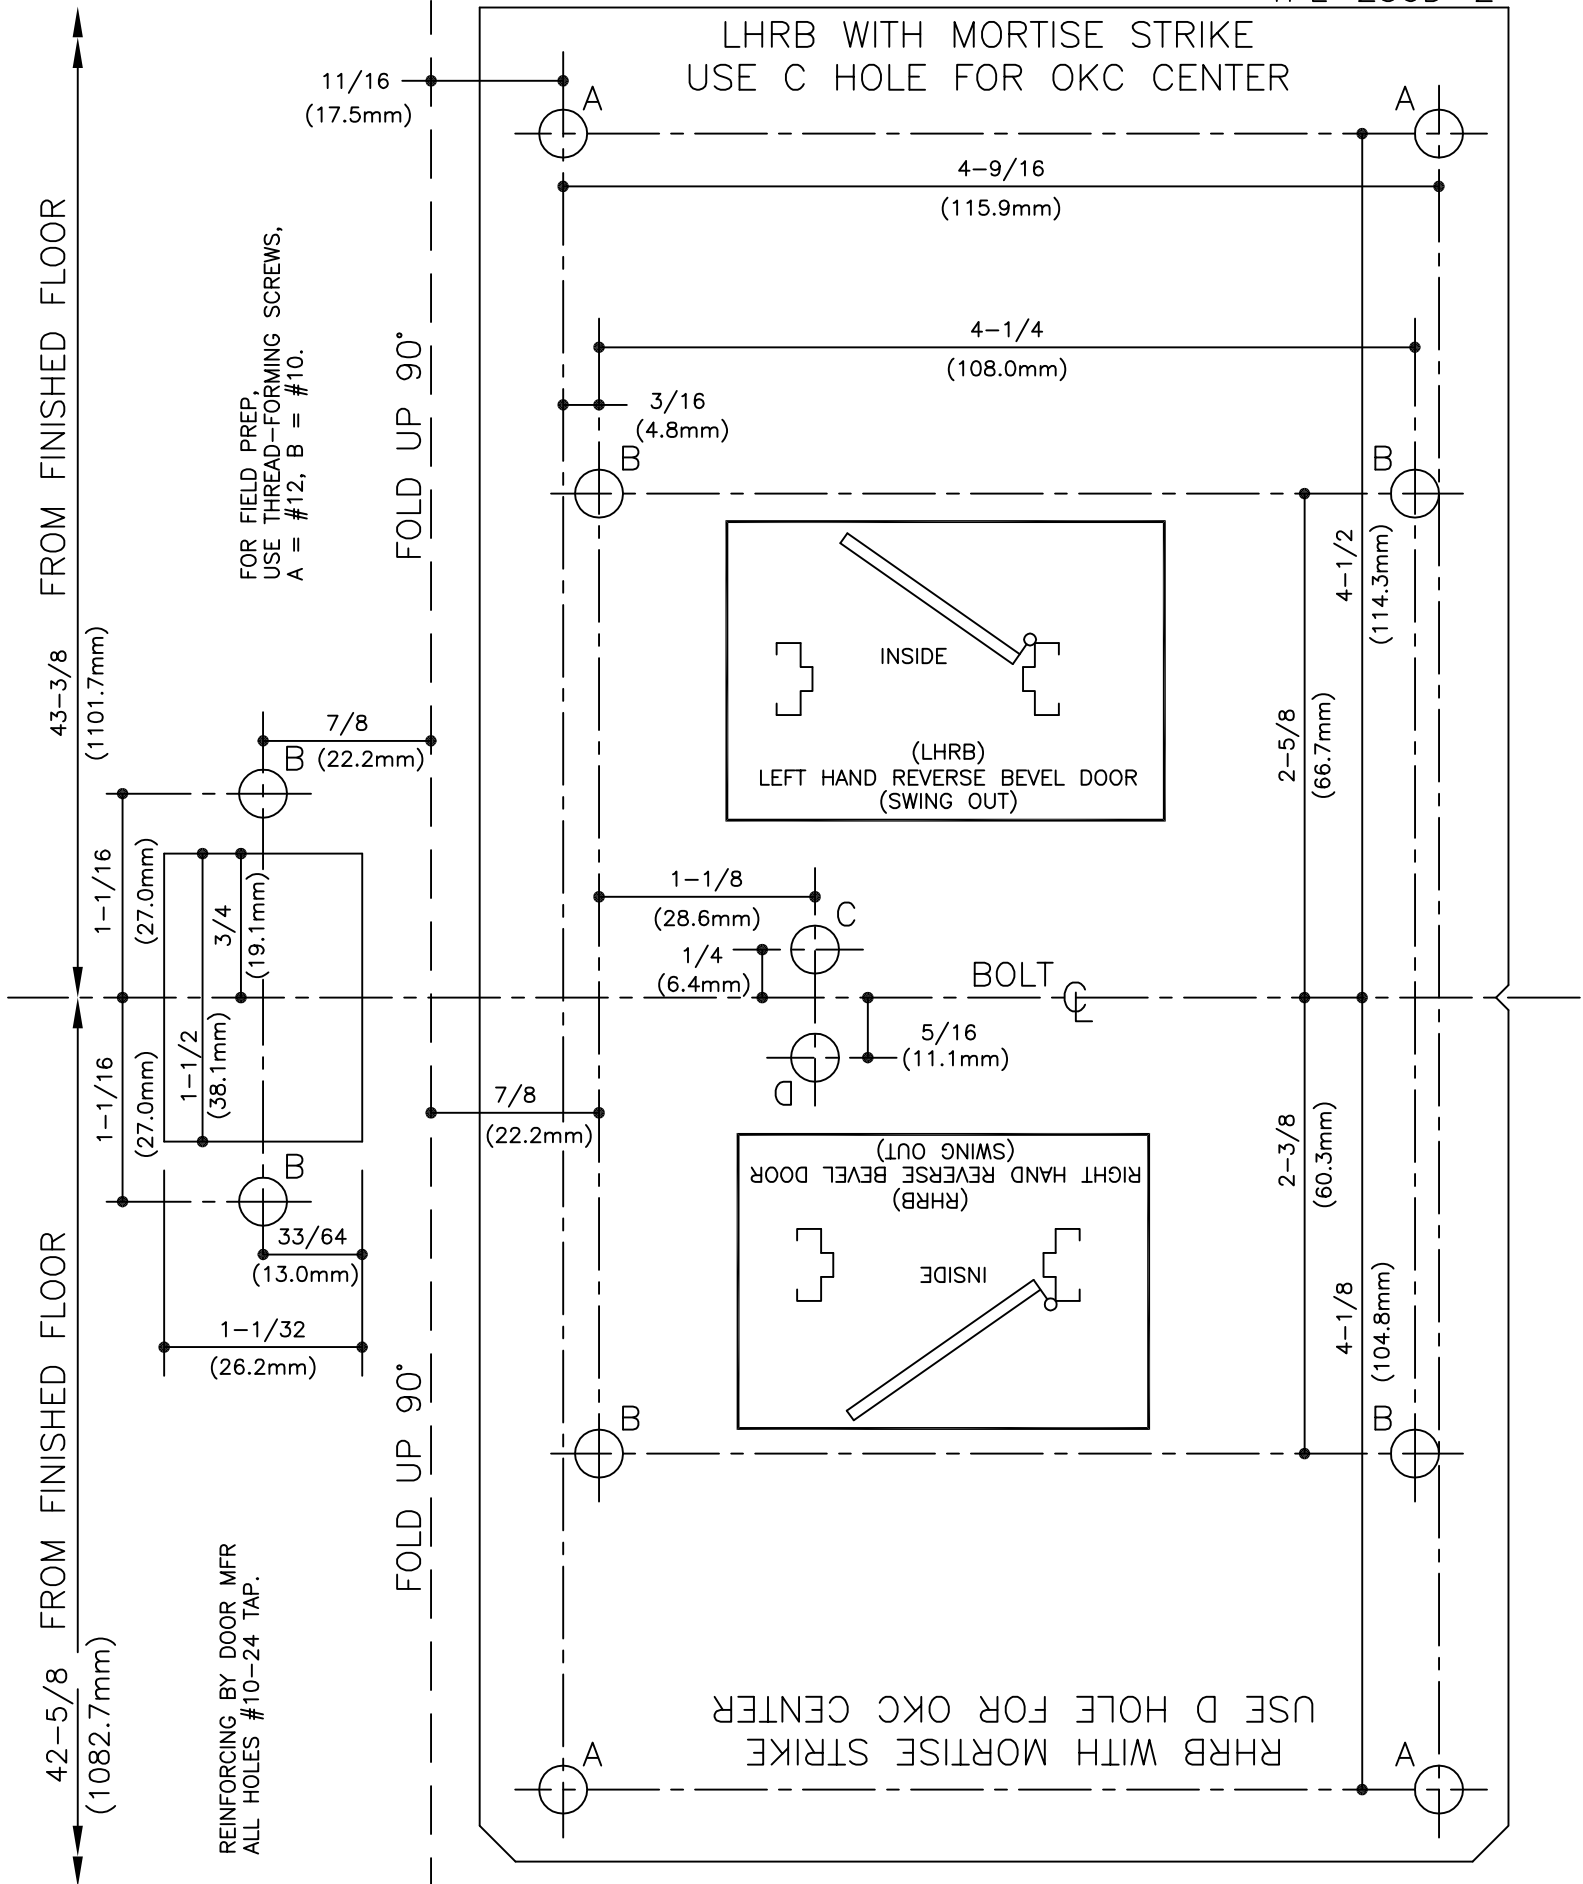 LHRB WITH MORTISE STRIKE
USE C HOLE FOR OKC CENTER
11/16
(17.5mm)
A
A
4-9/16
(115.9mm)
4-1/4
(108.0mm)
3/16
(4.8mm)
B
B
43-3/8 FROM FINISHED FLOOR
(1101.7mm)
FOR FIELD PREP,
USE THREAD-FORMING SCREWS,
A = #12, B = #10.
FOLD UP 90°
INSIDE
(LHRB)
LEFT HAND REVERSE BEVEL DOOR
(SWING OUT)
4-1/2
(114.3mm)
2-5/8
(66.7mm)
7/8
(22.2mm)
B
1-1/16
(27.0mm)
3/4
(19.1mm)
1-1/8
(28.6mm)
C
1/4
(6.4mm)
BOLT CL
5/16
(11.1mm)
D
1-1/16
(27.0mm)
1-1/2
(38.1mm)
7/8
(22.2mm)
B
33/64
(13.0mm)
1-1/32
(26.2mm)
RIGHT HAND REVERSE BEVEL DOOR
(SWING OUT)
(RHRB)
INSIDE
2-3/8
(60.3mm)
4-1/8
(104.8mm)
B
B
42-5/8 FROM FINISHED FLOOR
(1082.7mm)
REINFORCING BY DOOR MFR
ALL HOLES #10-24 TAP.
FOLD UP 90°
RHRB WITH MORTISE STRIKE
USE D HOLE FOR OKC CENTER
A
A